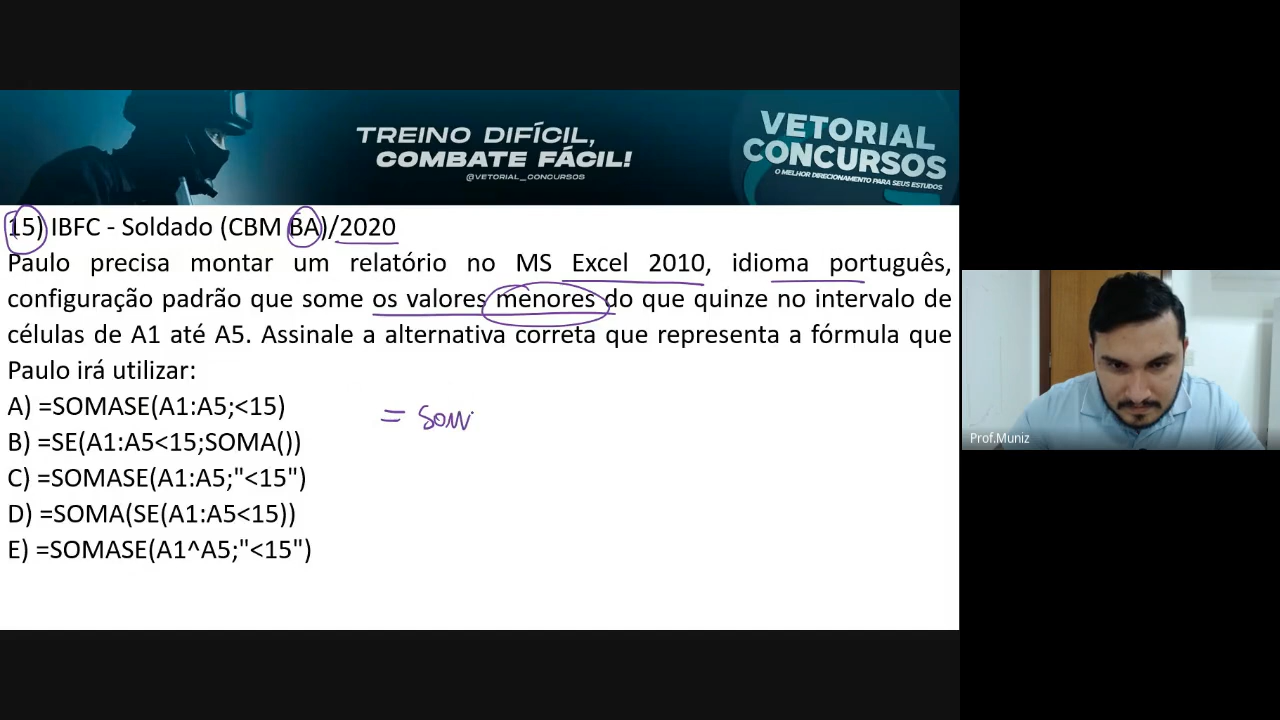 TREINO DIFÍCIL,
COMBATE FÁCIL!
@VETORIAL_CONCURSOS
VETORIAL
CONCURSOS
O MELHOR DIRECIONAMENTO PARA SEUS ESTUDOS
15) IBFC - Soldado (CBM BA)/2020
Paulo precisa montar um relatório no MS Excel 2010, idioma português,
configuração padrão que some os valores menores do que quinze no intervalo de
células de A1 até A5. Assinale a alternativa correta que representa a fórmula que
Paulo irá utilizar:
A) =SOMASE(A1:A5;<15)
B) =SE(A1:A5<15;SOMA())
C) =SOMASE(A1:A5;"<15")
D) =SOMA(SE(A1:A5<15))
E) =SOMASE(A1^A5;"<15")
= SOM
Prof.Muniz